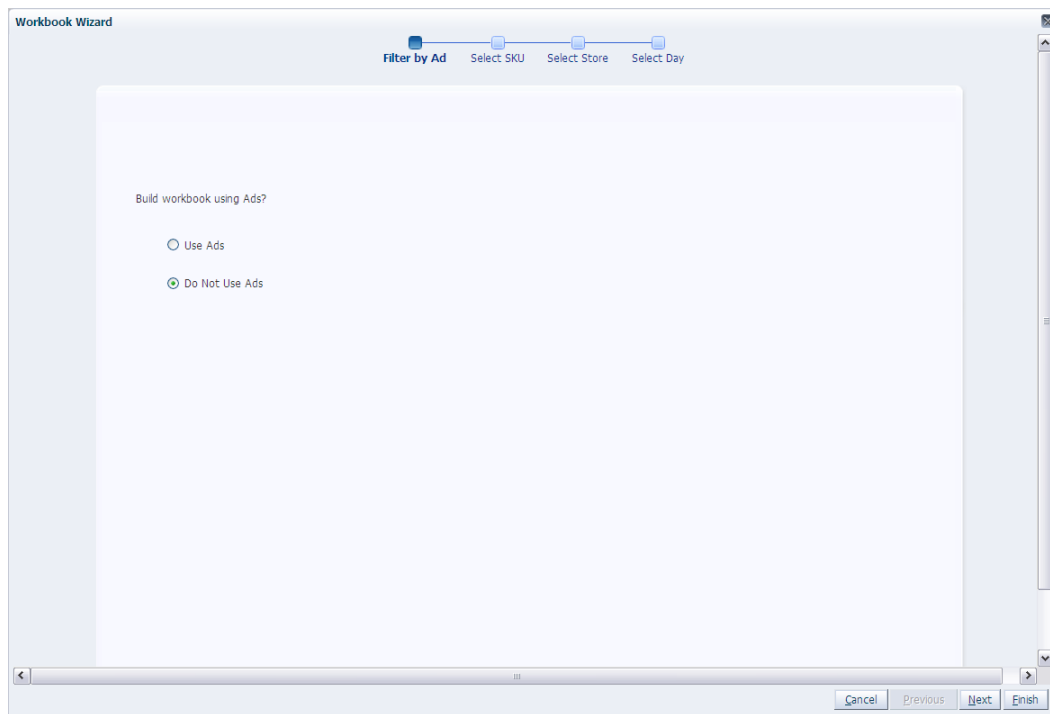 Workbook Wizard
Filter by Ad Select SKU Select Store Select Day
Build workbook using Ads?
Use Ads
Do Not Use Ads
Cancel Previous Next Finish